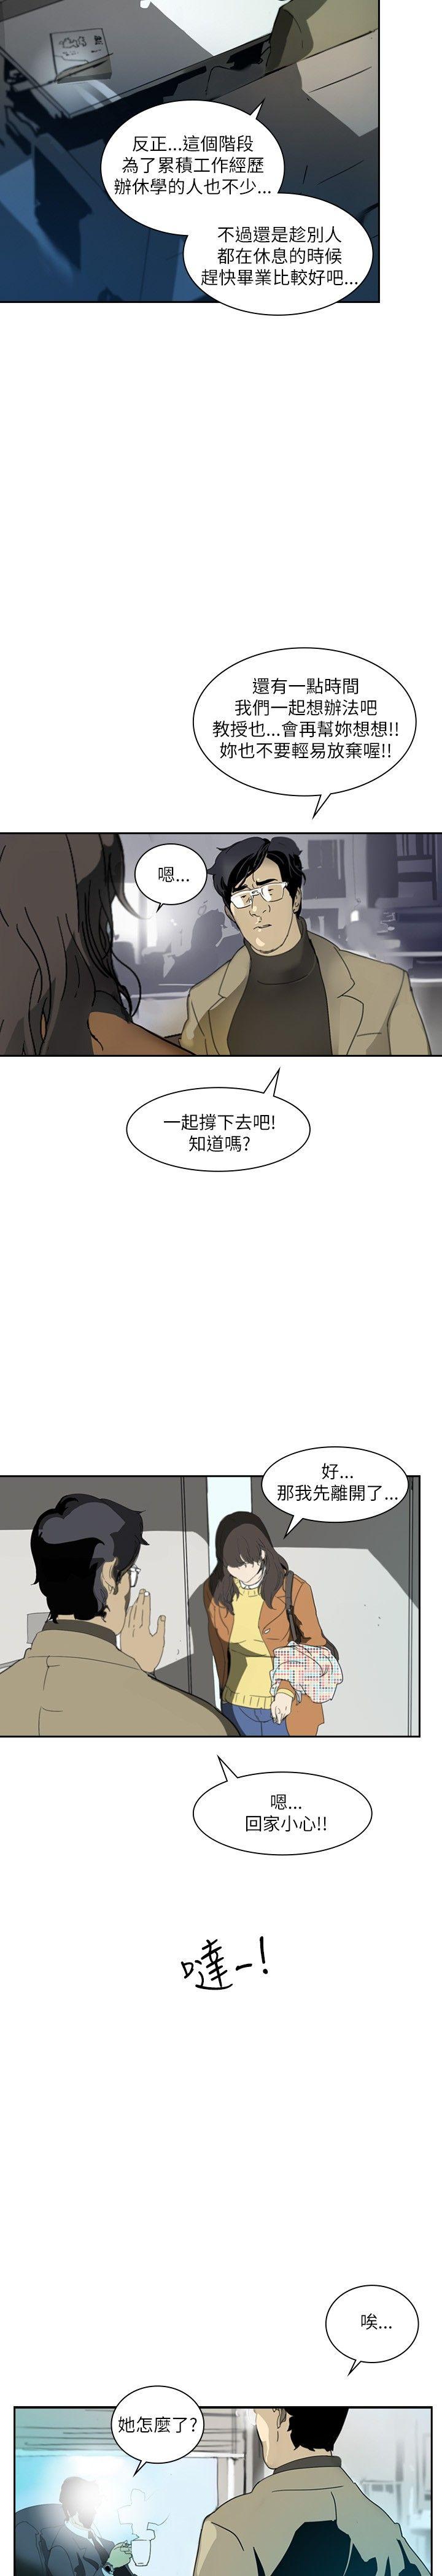 反正...這個階段
為了累積工作經歷
辦休學的人也不少...
不過還是趁別人
都在休息的時候
趕快畢業比較好吧...
還有一點時間
我們一起想辦法吧
教授也...會再幫妳想想!!
妳也不要輕易放棄喔!!
嗯...
一起撐下去吧!
知道嗎?
好...
那我先離開了...
嗯...
回家小心!!
噠-!
唉...
她怎麼了?